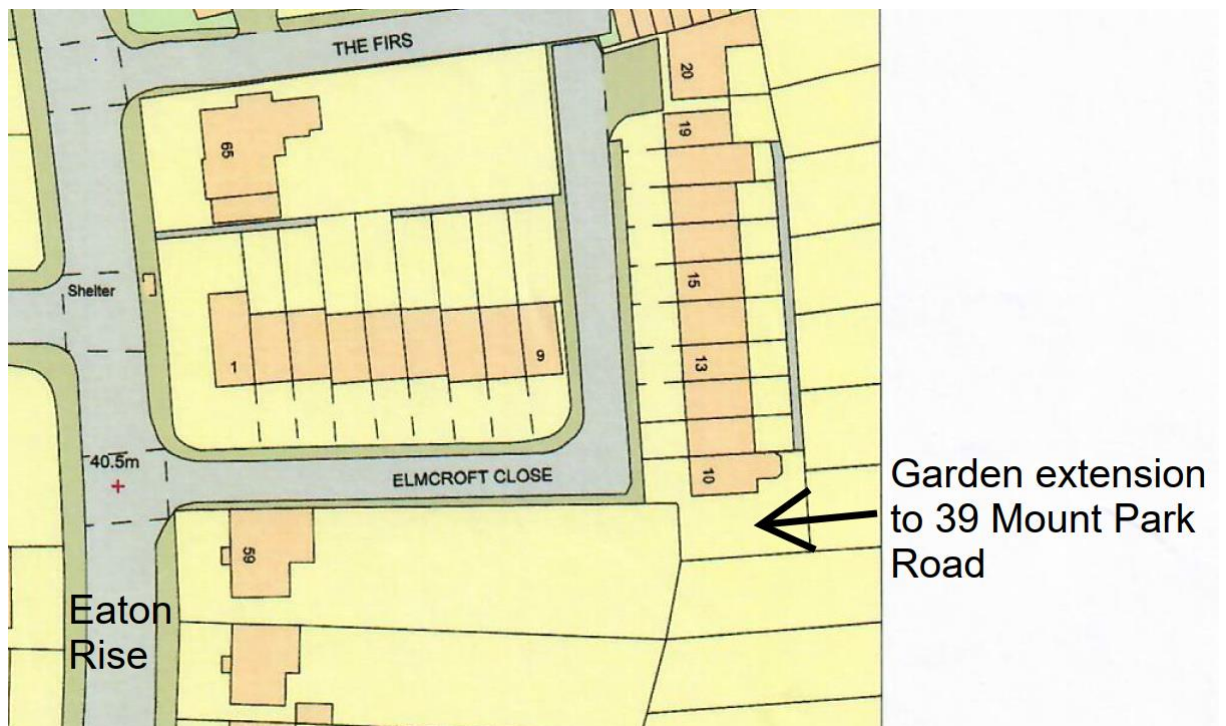 THE FIRS
20
19
65
15
Shelter
13
1
9
40.5m
ELMCROFT CLOSE
10
Garden extension
to 39 Mount Park
Road
59
Eaton
Rise